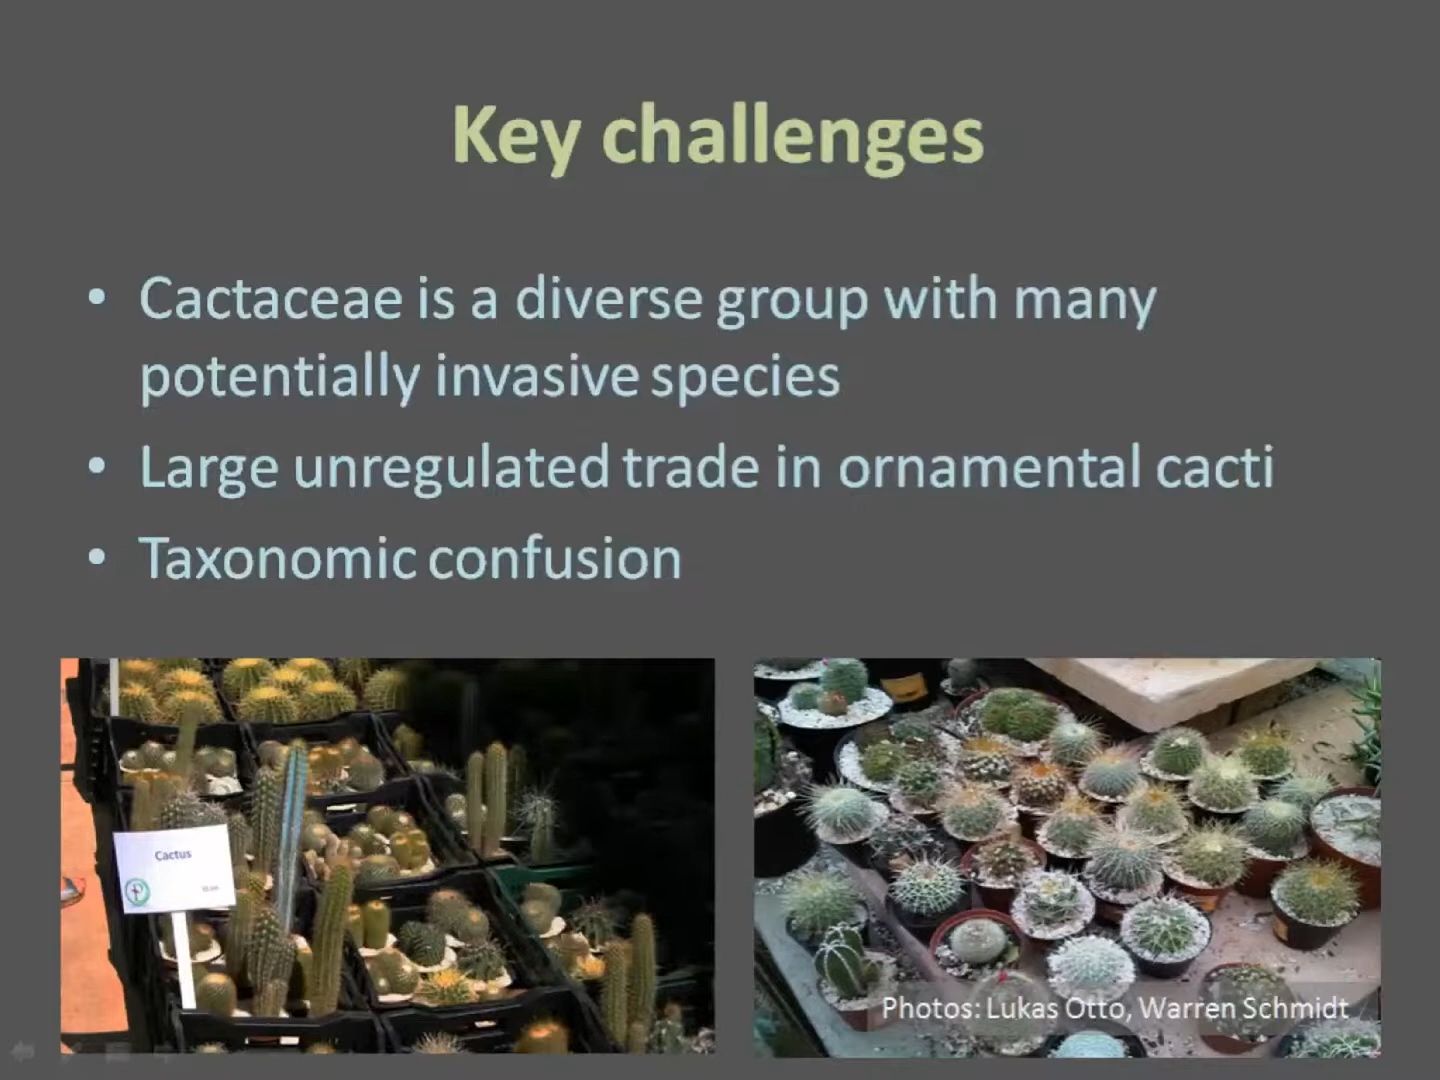 Key challenges
• Cactaceae is a diverse group with many
potentially invasive species
• Large unregulated trade in ornamental cacti
• Taxonomic confusion
Cactus
Photos: Lukas Otto, Warren Schmidt